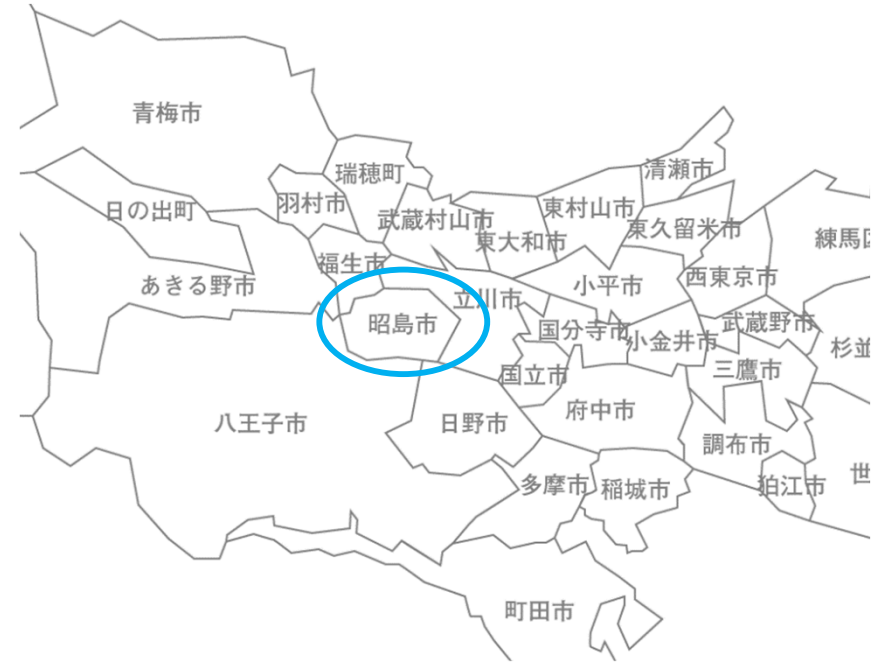 青梅市
瑞穂町
清瀬市
羽村市
日の出町
武蔵村山市
東村山市
東久留米市
東大和市
練馬区
福生市
あきる野市
立川市
小平市
西東京市
昭島市
国分寺市
小金井市
武蔵野市
杉並
国立市
三鷹市
八王子市
日野市
府中市
調布市
多摩市
稲城市
狛江市
世
町田市